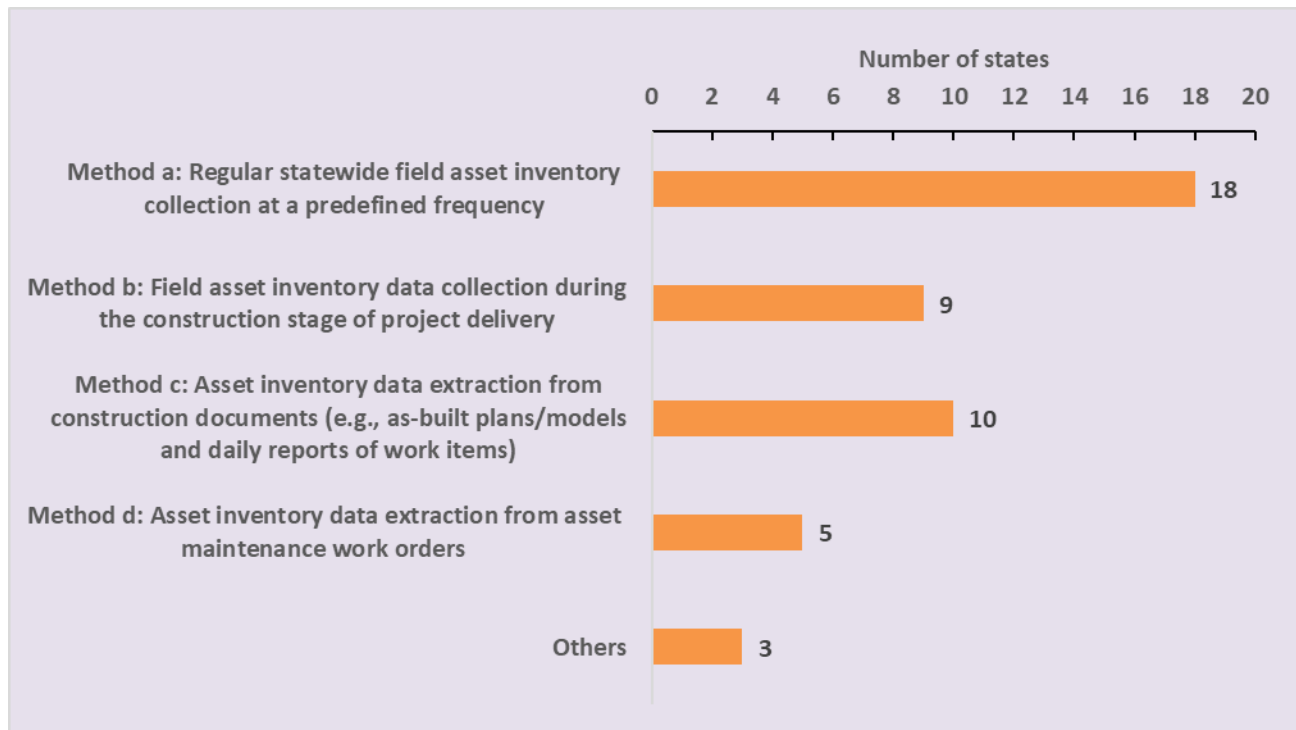 Number of states
0 2 4 6 8 10 12 14 16 18 20
Method a: Regular statewide field asset inventory
collection at a predefined frequency
18
Method b: Field asset inventory data collection during
the construction stage of project delivery
9
Method c: Asset inventory data extraction from
construction documents (e.g., as-built plans/models
and daily reports of work items)
10
Method d: Asset inventory data extraction from asset
maintenance work orders
5
Others
3